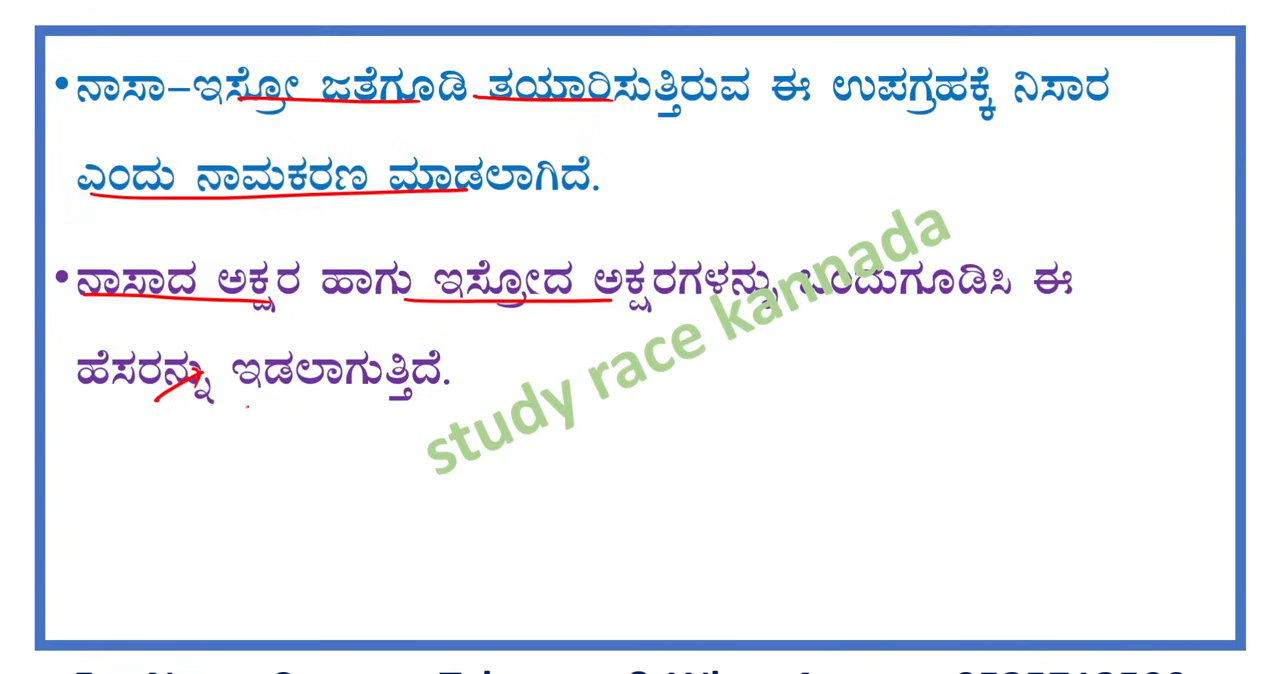 •ನಾಸಾ–ಇಸ್ರೋ ಜತೆಗೂಡಿ ತಯಾರಿಸುತ್ತಿರುವ ಈ ಉಪಗ್ರಹಕ್ಕೆ ನಿಸಾರ
ಎಂದು ನಾಮಕರಣ ಮಾಡಲಾಗಿದೆ.
•ನಾಸಾದ ಅಕ್ಷರ ಹಾಗು ಇಸ್ರೋದ ಅಕ್ಷರಗಳನ್ನು ಒಂದುಗೂಡಿಸಿ ಈ
ಹೆಸರನ್ನು ಇಡಲಾಗುತ್ತಿದೆ.
study race kannada